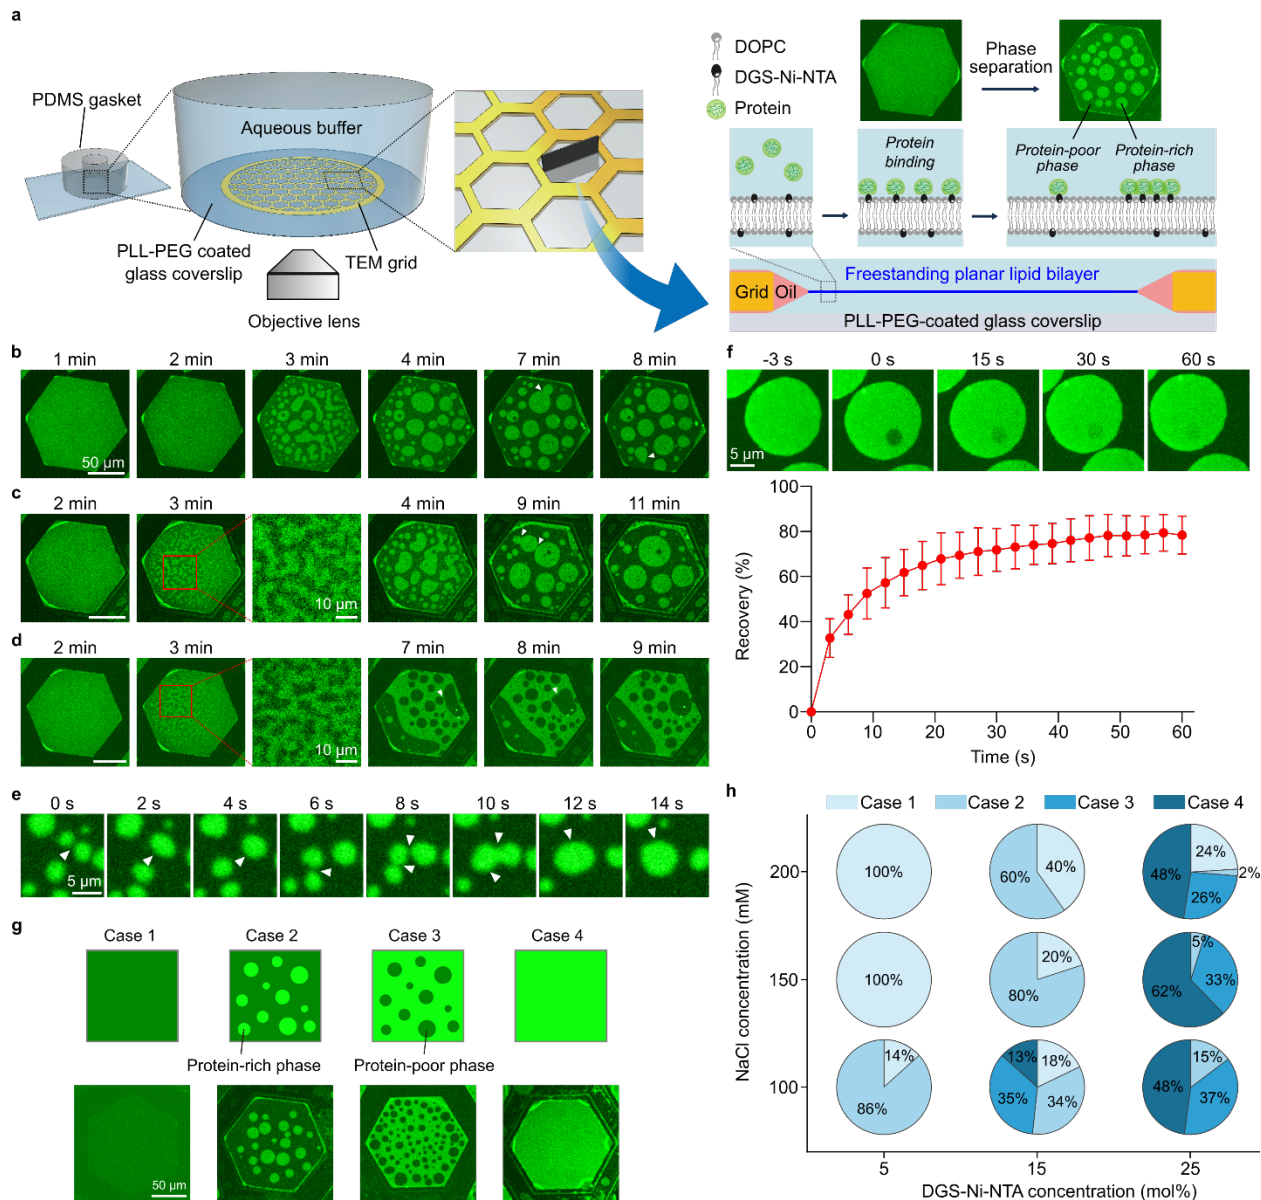 a
PDMS gasket
Aqueous buffer
PLL-PEG coated
glass coverslip
TEM grid
Objective lens
DOPC
DGS-Ni-NTA
Protein
Phase
separation
Protein
binding
Protein-poor
phase
Protein-rich
phase
Freestanding planar lipid bilayer
Grid
Oil
PLL-PEG-coated glass coverslip
b
1 min
2 min
3 min
4 min
7 min
8 min
50 µm
c
2 min
3 min
4 min
9 min
11 min
10 µm
d
2 min
3 min
7 min
8 min
9 min
10 µm
e
0 s
2 s
4 s
6 s
8 s
10 s
12 s
14 s
5 µm
f
-3 s
0 s
15 s
30 s
60 s
5 µm
Recovery (%)
100
80
60
40
20
0
0
10
20
30
40
50
60
Time (s)
g
Case 1
Case 2
Case 3
Case 4
Protein-rich phase
Protein-poor phase
50 µm
h
Case 1
Case 2
Case 3
Case 4
NaCl concentration (mM)
200
100%
60%
40%
48%
24%
2%
26%
150
100%
80%
20%
62%
5%
33%
100
86%
14%
13%
18%
35%
34%
48%
15%
37%
5
15
25
DGS-Ni-NTA concentration (mol%)